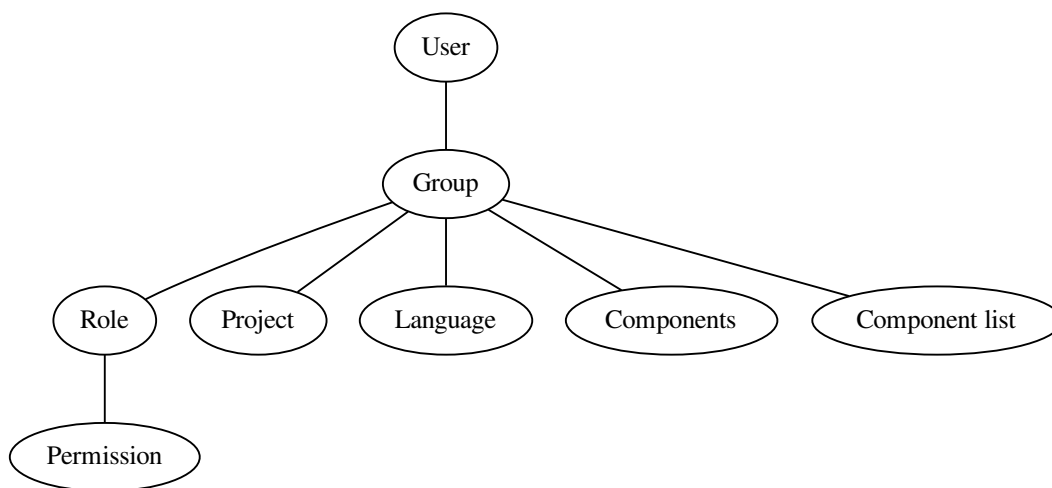 User
Group
Role
Project
Language
Components
Component list
Permission